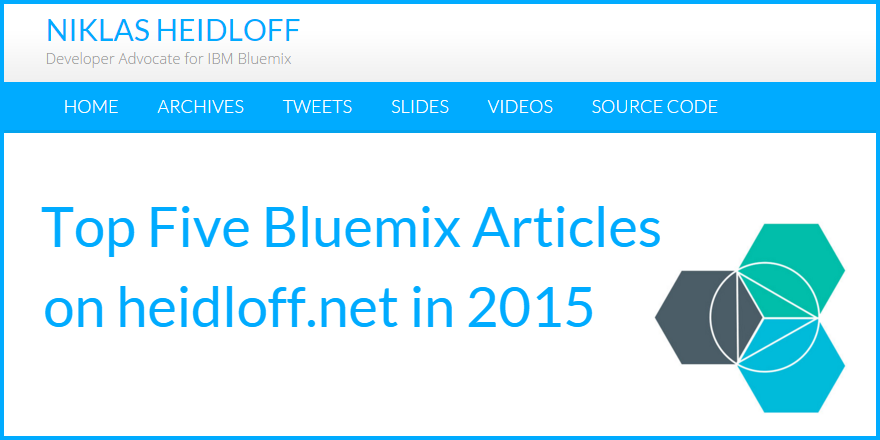 NIKLAS HEIDLOFF
Developer Advocate for IBM Bluemix
HOME ARCHIVES TWEETS SLIDES VIDEOS SOURCE CODE
Top Five Bluemix Articles
on heidloff.net in 2015